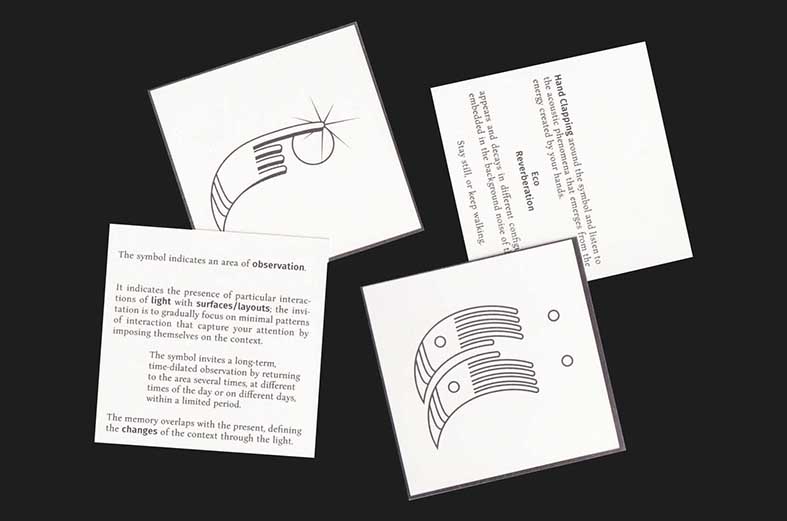 The symbol indicates an area of observation.
It indicates the presence of particular interac-
tions of light with surfaces/layouts; the invi-
tation is to gradually focus on minimal patterns
of interaction that capture your attention by
imposing themselves on the context.
The symbol invites a long-term,
time-dilated observation by returning
to the area several times, at different
times of the day or on different days,
within a limited period.
The memory overlaps with the present, defining
the changes of the context through the light.
Hand Clapping around the symbol and listen to
the acoustic phenomena that emerges from the
energy created by your hands.
Eco
Reverberation
appears and decays in different
embedded in the background noise of
Stay still, or keep walking.